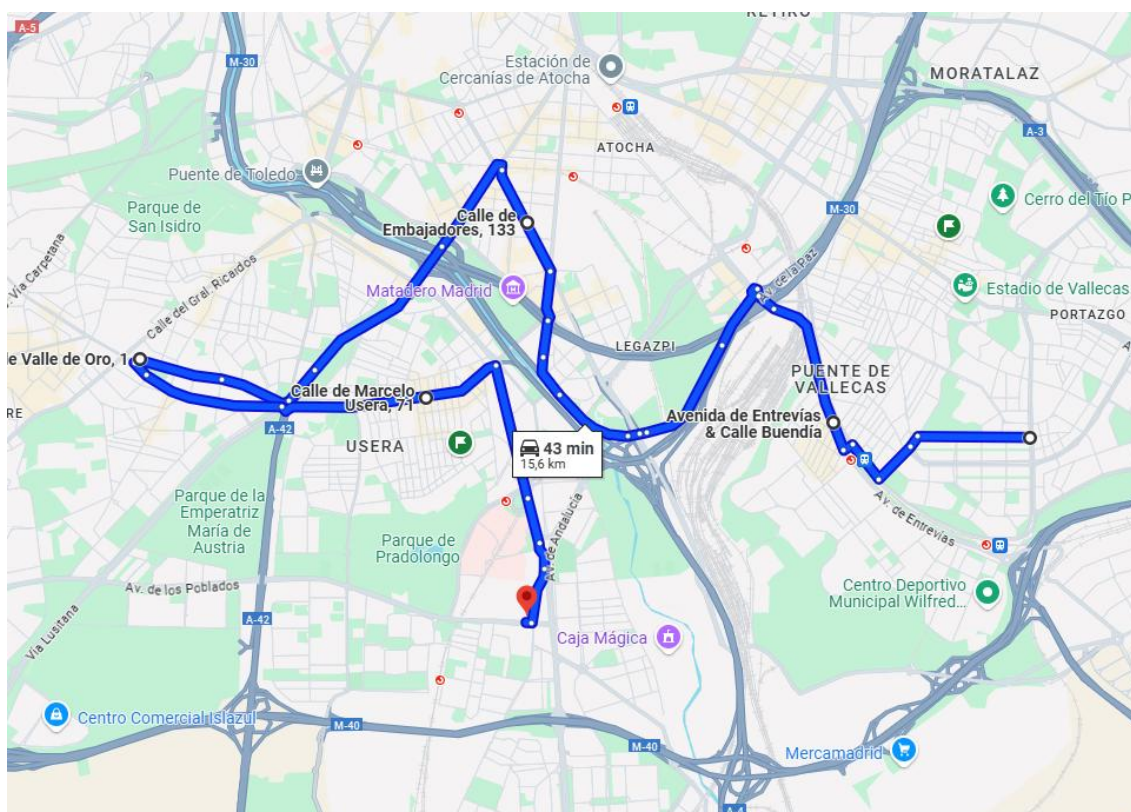 RETIRO
A-5
M-30
Estación de
Cercanías de Atocha
MORATALAZ
A-3
ATOCHA
Puente de Toledo
Parque de
San Isidro
Calle de
Embajadores, 133
M-30
Cerro del Tío P
Vía Carpetana
Calle del Gral. Ricardos
Matadero Madrid
Av. de la Paz
Estadio de Vallecas
PORTAZGO
LEGAZPI
e Valle de Oro, 1
Calle de Marcelo
Usera, 71
PUENTE DE
VALLECAS
RE
A-42
USERA
Avenida de Entrevías
& Calle Buendía
43 min
15,6 km
Parque de la
Emperatriz
María de
Austria
Av. de Entrevías
Parque de
Pradolongo
Av. de Andalucía
Av. de los Poblados
Centro Deportivo
Municipal Wilfred...
A-42
Vía Lusitana
Caja Mágica
Centro Comercial Islazul
M-40
M-40
Mercamadrid
M-40
A-4